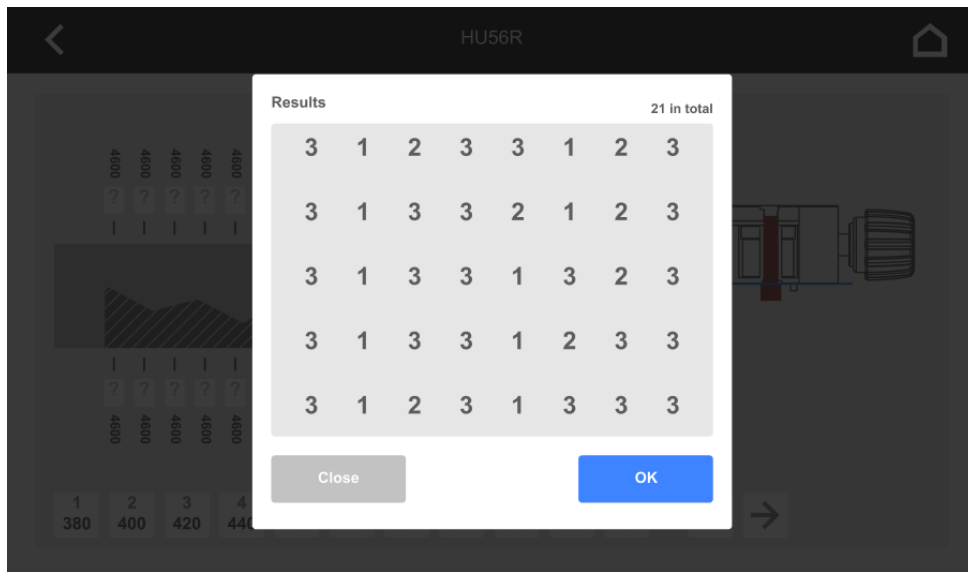 HU56R
Results
21 in total
3 1 2 3 3 1 2 3
3 1 3 3 2 1 2 3
3 1 3 3 1 3 2 3
3 1 3 3 1 2 3 3
3 1 2 3 1 3 3 3
Close OK
4600 4600 4600 4600 4600
? ? ? ? ?
? ? ? ? ?
4600 4600 4600 4600 4600
1 2 3 4
380 400 420 440